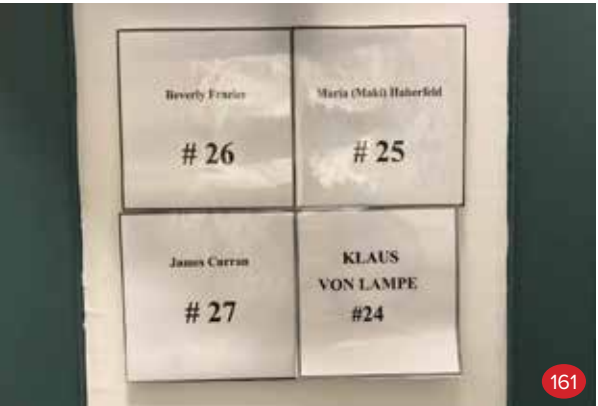 Beverly Frazier
# 26
Maria (Maki) Haberfeld
# 25
James Curran
# 27
KLAUS
VON LAMPE
#24
161